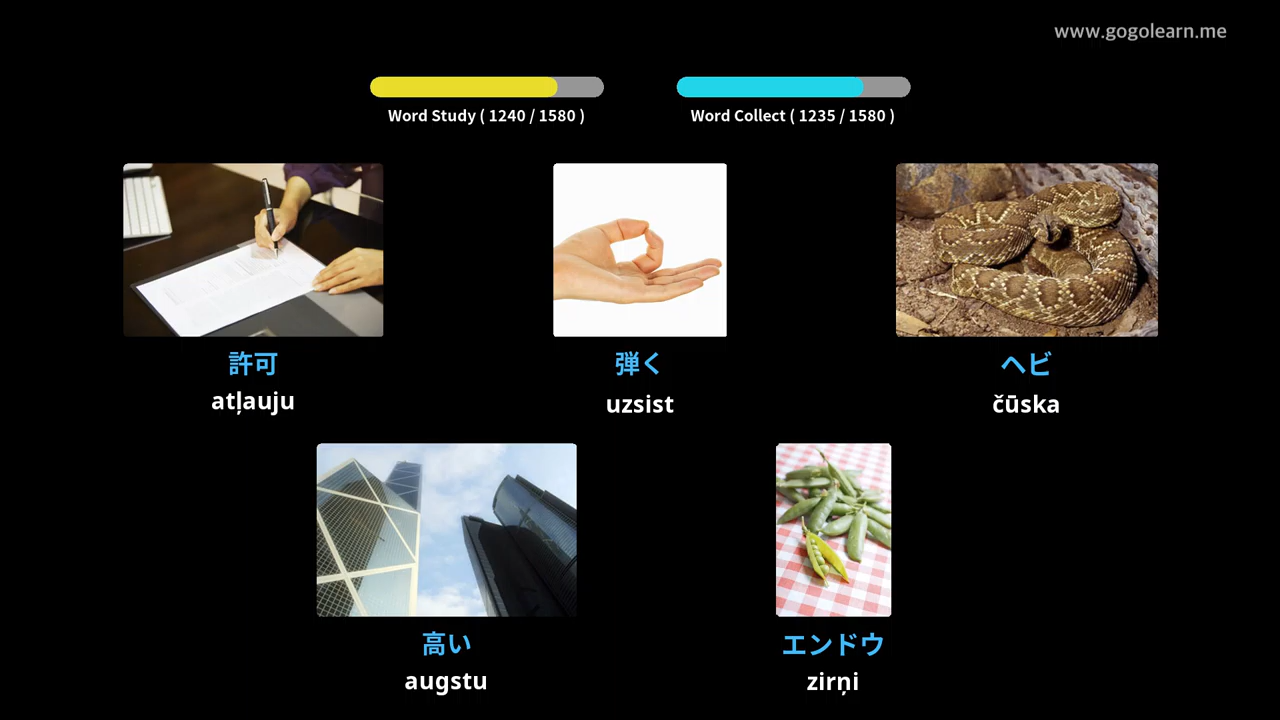 www.gogolearn.me
Word Study ( 1240 / 1580 )
Word Collect ( 1235 / 1580 )
許可
atļauju
弾く
uzsist
ヘビ
čūska
高い
augstu
エンドウ
zirņi